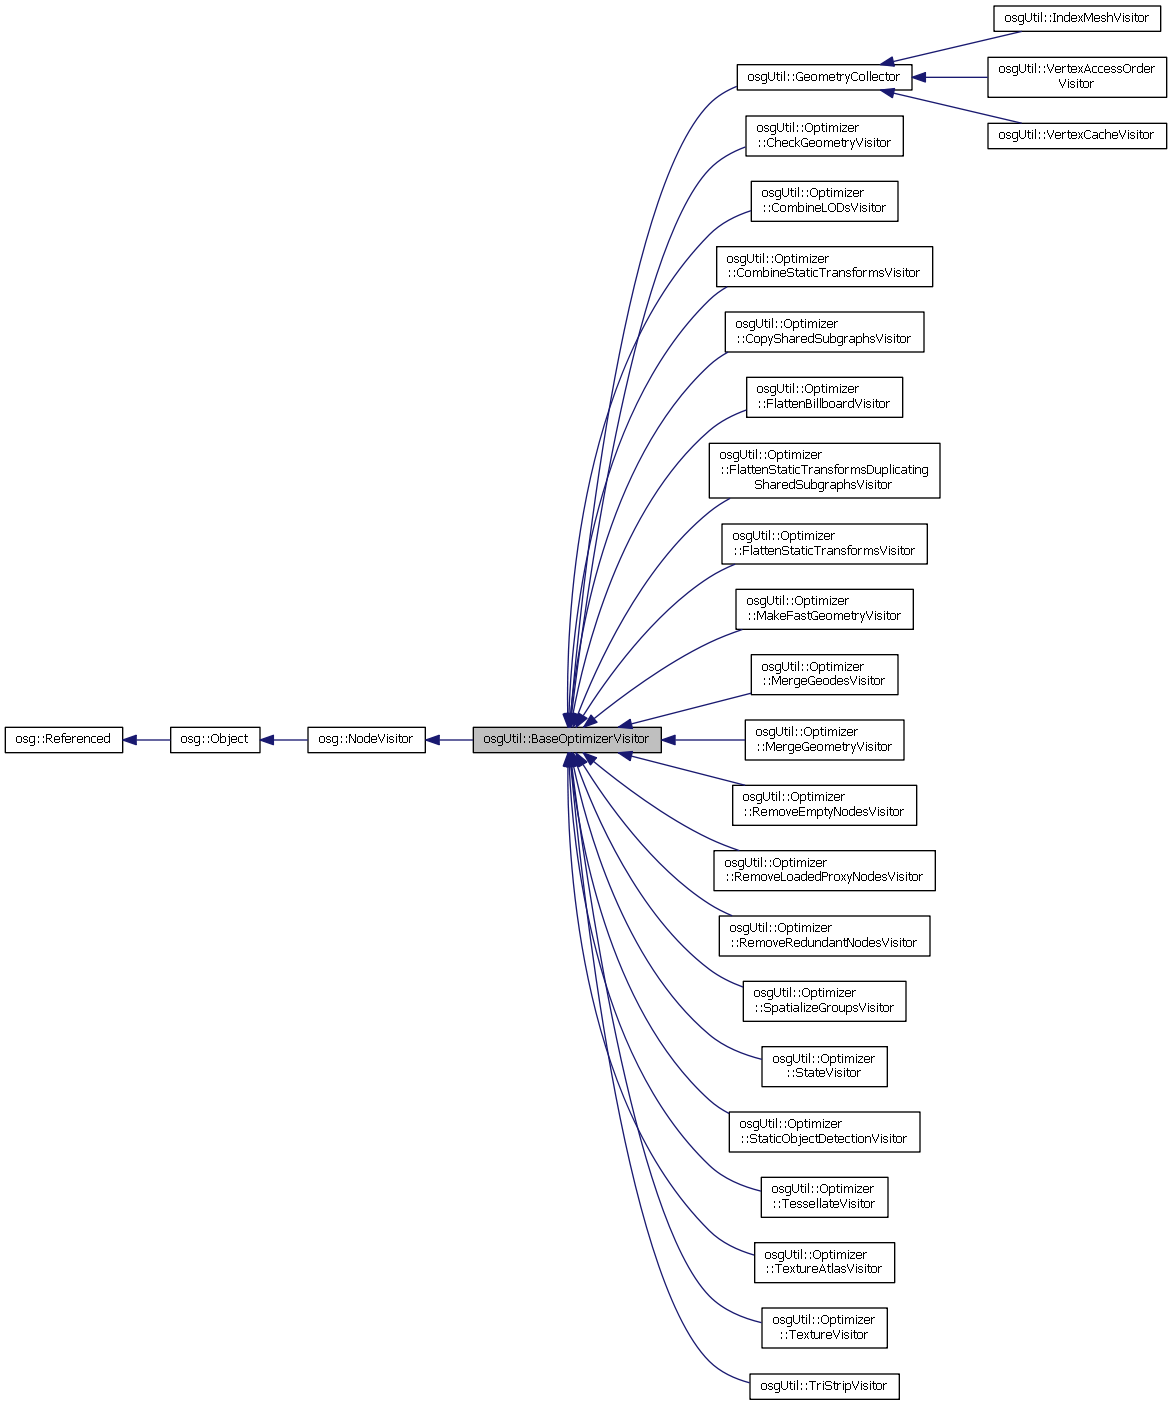 osgUtil::IndexMeshVisitor
osgUtil::GeometryCollector
osgUtil::VertexAccessOrder
Visitor
osgUtil::VertexCacheVisitor
osgUtil::Optimizer
::CheckGeometryVisitor
osgUtil::Optimizer
::CombineLODsVisitor
osgUtil::Optimizer
::CombineStaticTransformsVisitor
osgUtil::Optimizer
::CopySharedSubgraphsVisitor
osgUtil::Optimizer
::FlattenBillboardVisitor
osgUtil::Optimizer
::FlattenStaticTransformsDuplicating
SharedSubgraphsVisitor
osgUtil::Optimizer
::FlattenStaticTransformsVisitor
osgUtil::Optimizer
::MakeFastGeometryVisitor
osgUtil::Optimizer
::MergeGeodesVisitor
osg::Referenced
osg::Object
osg::NodeVisitor
osgUtil::BaseOptimizerVisitor
osgUtil::Optimizer
::MergeGeometryVisitor
osgUtil::Optimizer
::RemoveEmptyNodesVisitor
osgUtil::Optimizer
::RemoveLoadedProxyNodesVisitor
osgUtil::Optimizer
::RemoveRedundantNodesVisitor
osgUtil::Optimizer
::SpatializeGroupsVisitor
osgUtil::Optimizer
::StateVisitor
osgUtil::Optimizer
::StaticObjectDetectionVisitor
osgUtil::Optimizer
::TessellateVisitor
osgUtil::Optimizer
::TextureAtlasVisitor
osgUtil::Optimizer
::TextureVisitor
osgUtil::TriStripVisitor